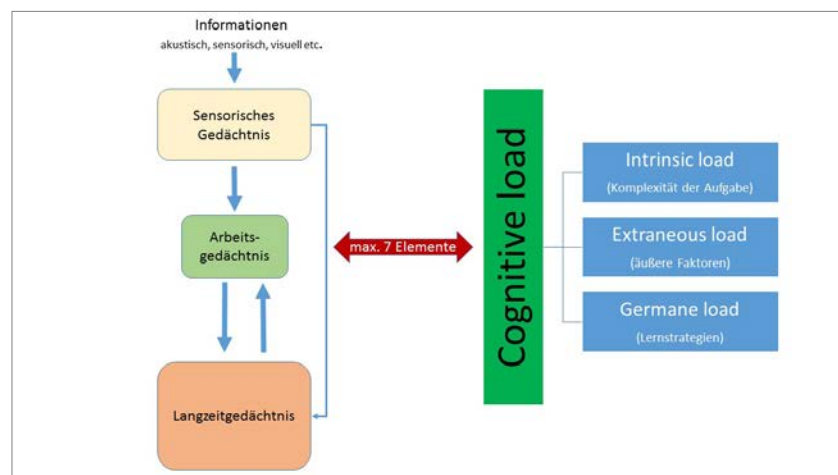 Informationen
akustisch, sensorisch, visuell etc.
Sensorisches
Gedächtnis
Arbeits-
gedächtnis
Langzeitgedächtnis
max. 7 Elemente
Cognitive load
Intrinsic load
(Komplexität der Aufgabe)
Extraneous load
(äußere Faktoren)
Germane load
(Lernstrategien)